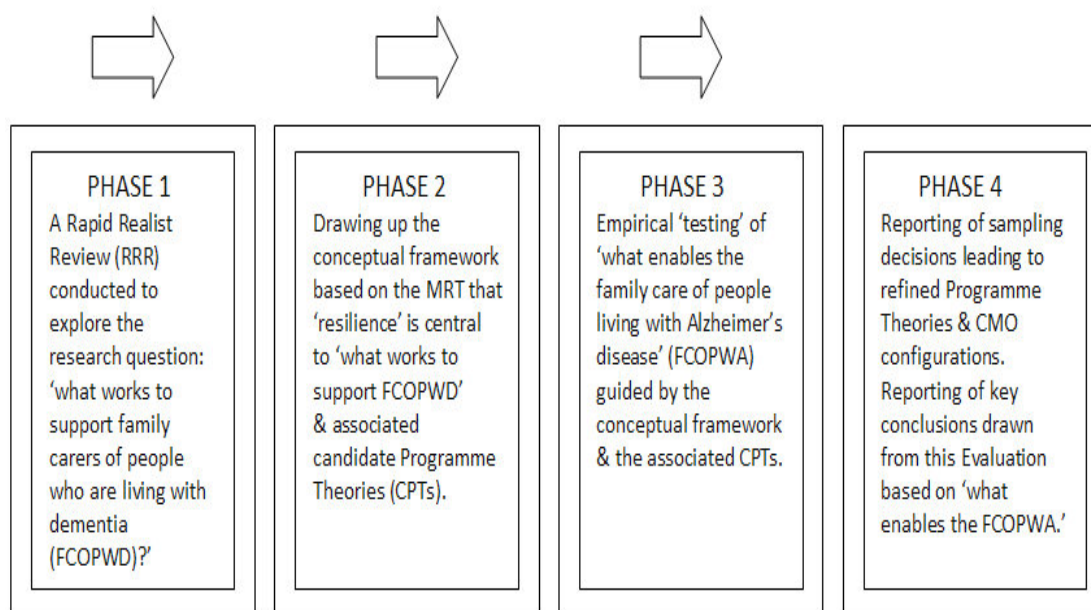 PHASE 1
A Rapid Realist
Review (RRR)
conducted to
explore the
research question:
‘what works to
support family
carers of people
who are living with
dementia
(FCOPWD)?’
PHASE 2
Drawing up the
conceptual framework
based on the MRT that
‘resilience’ is central
to ‘what works to
support FCOPWD’
& associated
candidate Programme
Theories (CPTs).
PHASE 3
Empirical ‘testing’ of
‘what enables the
family care of people
living with Alzheimer’s
disease’ (FCOPWA)
guided by the
conceptual framework
& the associated CPTs.
PHASE 4
Reporting of sampling
decisions leading to
refined Programme
Theories & CMO
configurations.
Reporting of key
conclusions drawn
from this Evaluation
based on ‘what
enables the FCOPWA.’